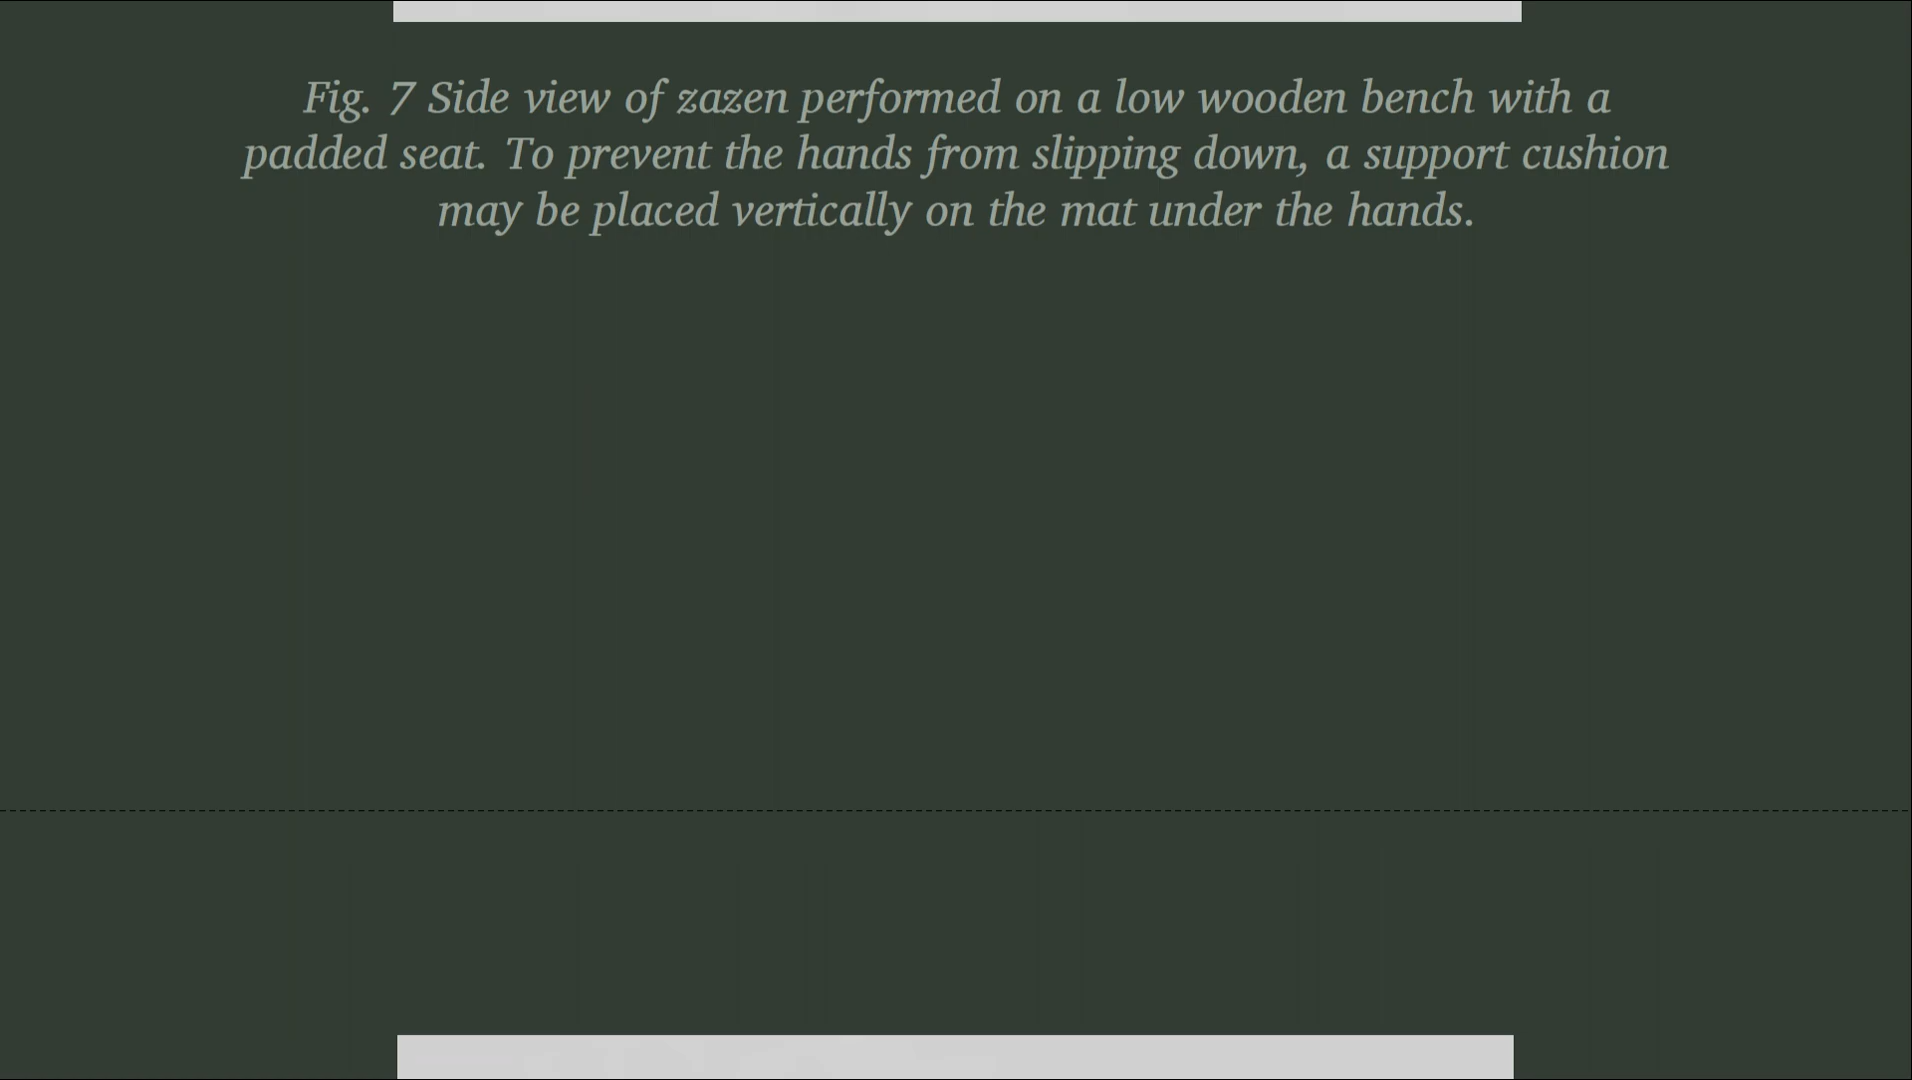 Fig. 7 Side view of zazen performed on a low wooden bench with a
padded seat. To prevent the hands from slipping down, a support cushion
may be placed vertically on the mat under the hands.